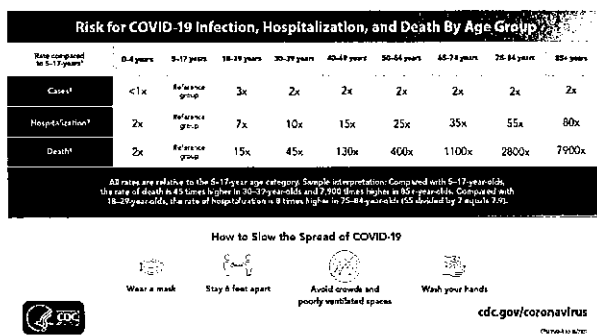 Risk for COVID-19 Infection, Hospitalization, and Death By Age Group
Rate compared to 5-17-years¹ 0-4 years 5-17 years 18-29 years 30-39 years 40-49 years 50-64 years 65-74 years 75-84 years 85+ years
Cases² <1x Reference group 3x 2x 2x 2x 2x 2x 2x
Hospitalization³ 2x Reference group 7x 10x 15x 25x 35x 55x 80x
Death⁴ 2x Reference group 15x 45x 130x 400x 1100x 2800x 7900x
All rates are relative to the 5-17-year age category. Sample interpretation: Compared with 5-17-year-olds,
the rate of death is 45 times higher in 30-39-year-olds and 7,900 times higher in 85+-year-olds. Compared with
18-29-year-olds, the rate of hospitalization is 8 times higher in 75-84-year-olds (55 divided by 7 equals 7.9).
How to Slow the Spread of COVID-19
Wear a mask
Stay 6 feet apart
Avoid crowds and
poorly ventilated spaces
Wash your hands
CDC
cdc.gov/coronavirus